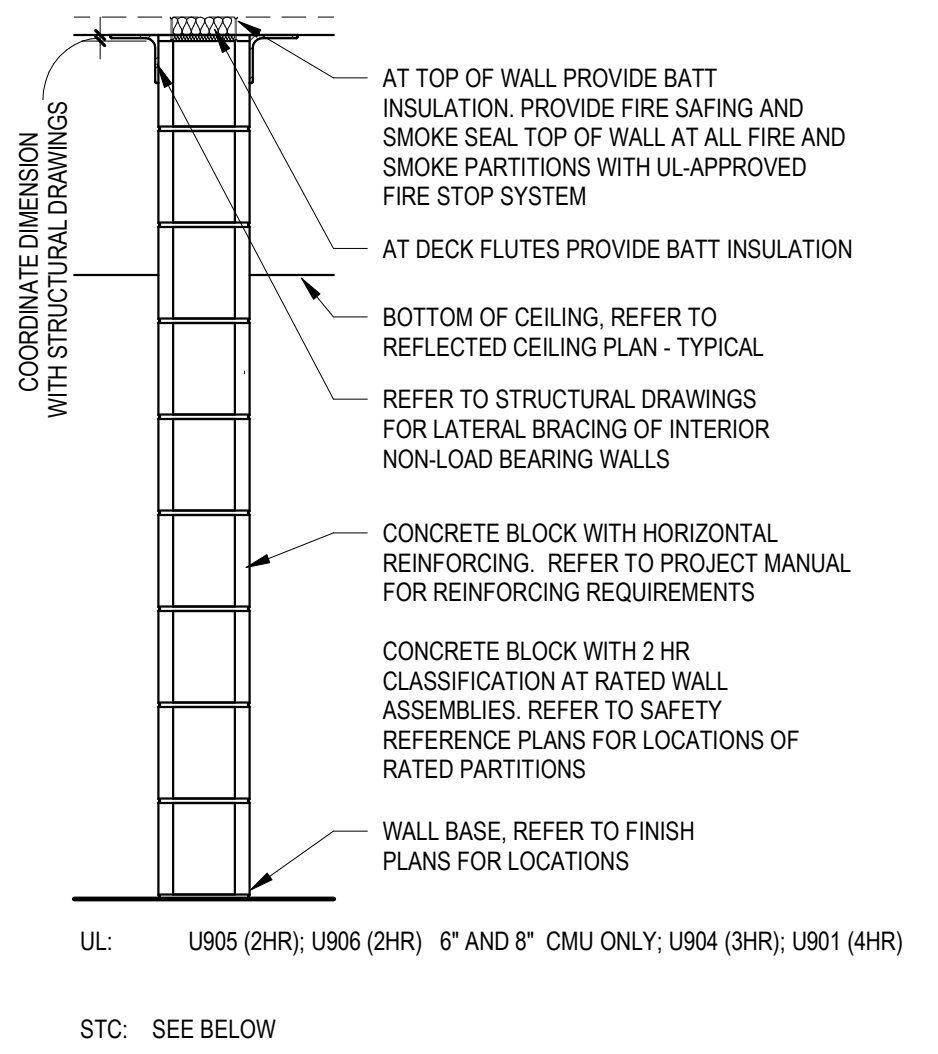 AT TOP OF WALL PROVIDE BATT
INSULATION. PROVIDE FIRE SAFING AND
SMOKE SEAL TOP OF WALL AT ALL FIRE AND
SMOKE PARTITIONS WITH UL-APPROVED
FIRE STOP SYSTEM
AT DECK FLUTES PROVIDE BATT INSULATION
COORDINATE DIMENSION
WITH STRUCTURAL DRAWINGS
BOTTOM OF CEILING, REFER TO
REFLECTED CEILING PLAN - TYPICAL
REFER TO STRUCTURAL DRAWINGS
FOR LATERAL BRACING OF INTERIOR
NON-LOAD BEARING WALLS
CONCRETE BLOCK WITH HORIZONTAL
REINFORCING.  REFER TO PROJECT MANUAL
FOR REINFORCING REQUIREMENTS
CONCRETE BLOCK WITH 2 HR
CLASSIFICATION AT RATED WALL
ASSEMBLIES. REFER TO SAFETY
REFERENCE PLANS FOR LOCATIONS OF
RATED PARTITIONS
WALL BASE, REFER TO FINISH
PLANS FOR LOCATIONS
UL: U905 (2HR); U906 (2HR) 6" AND 8" CMU ONLY; U904 (3HR); U901 (4HR)
STC: SEE BELOW